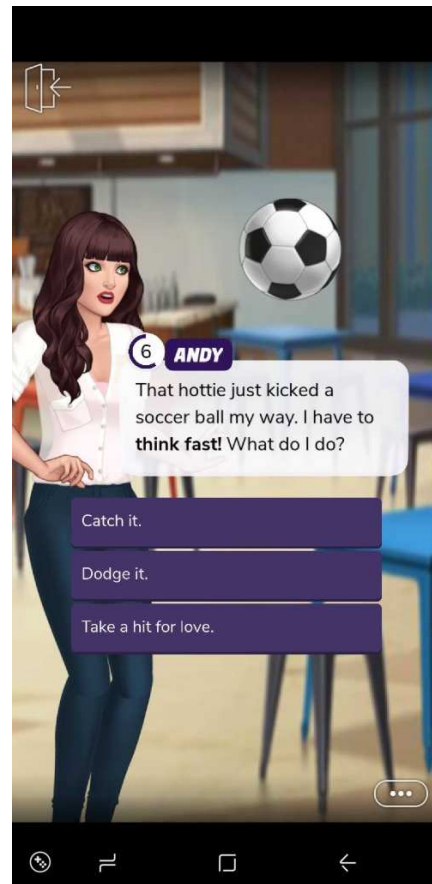 6 ANDY
That hottie just kicked a
soccer ball my way. I have to
think fast! What do I do?
Catch it.
Dodge it.
Take a hit for love.